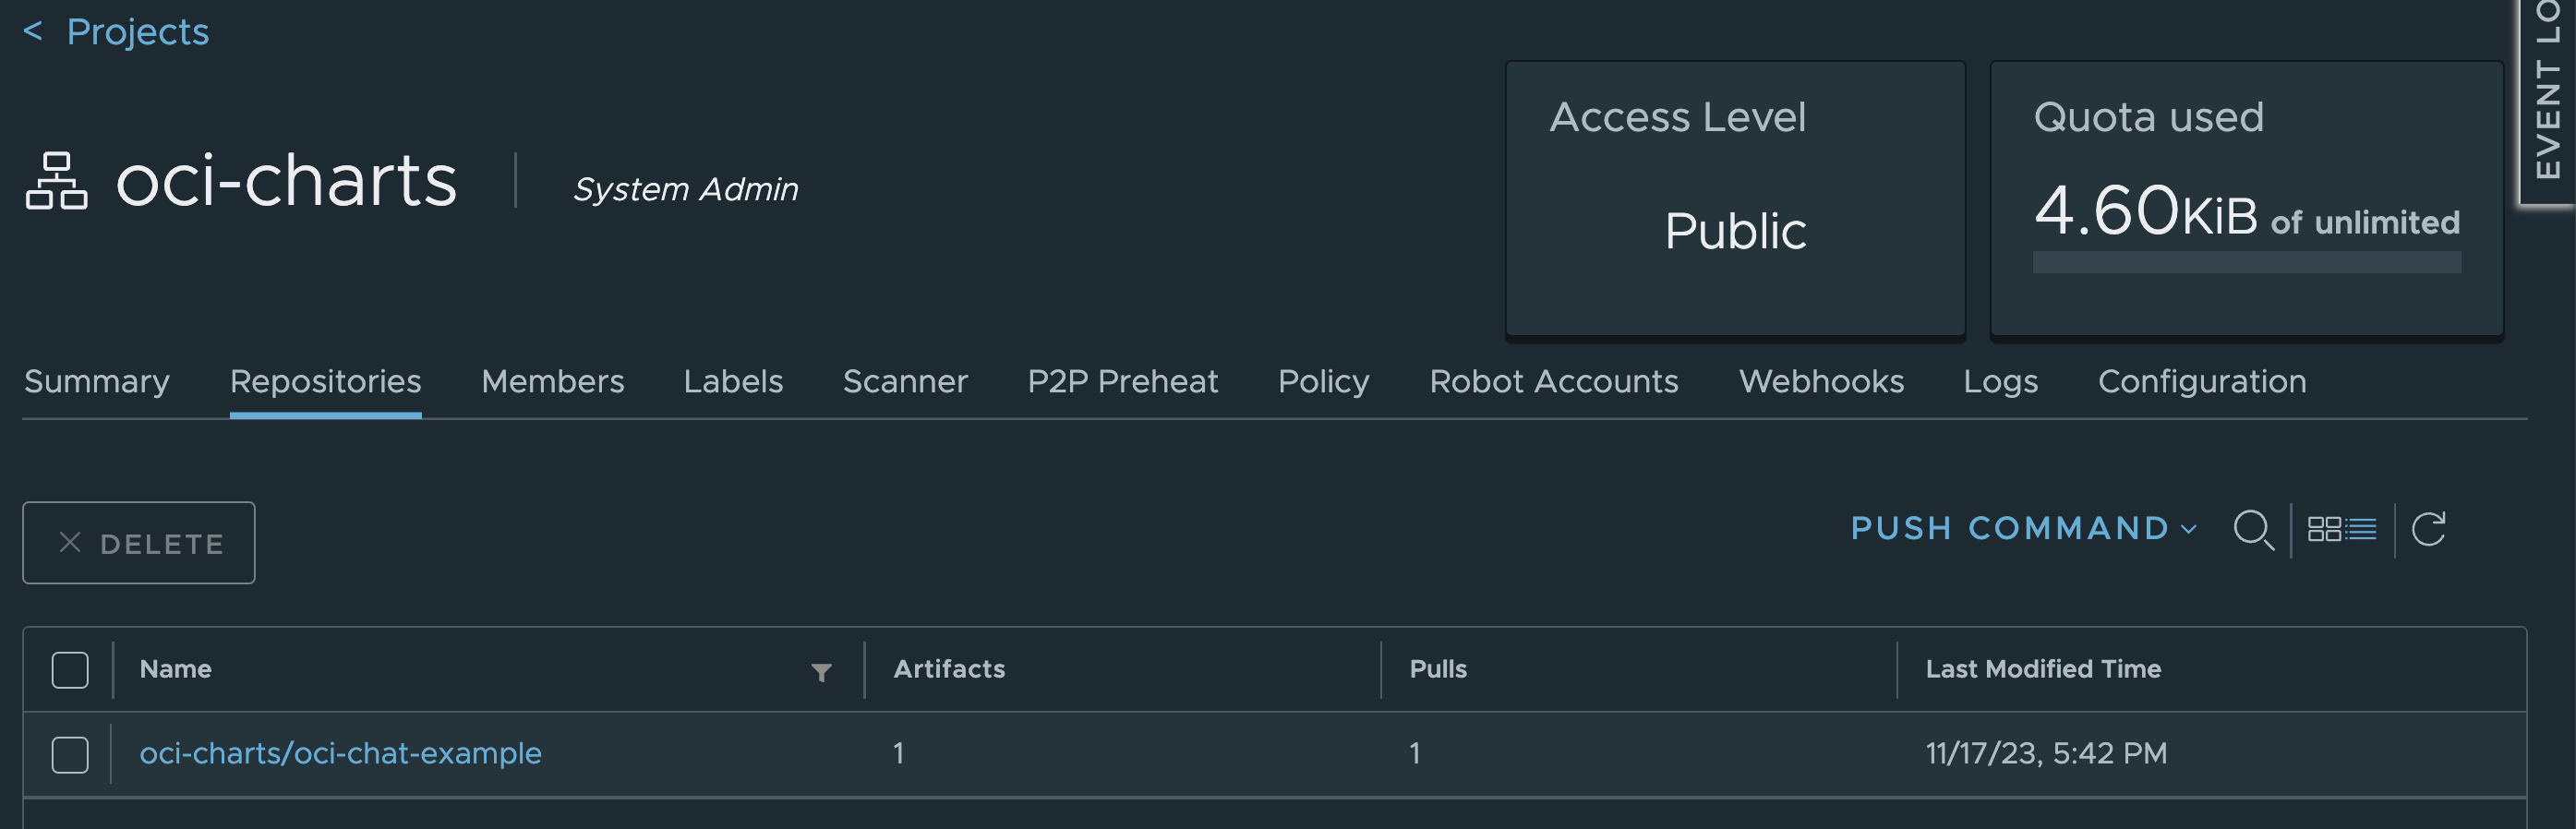 < Projects
oci-charts
System Admin
Access Level
Public
Quota used
4.60KiB of unlimited
EVENT LO
Summary Repositories Members Labels Scanner P2P Preheat Policy Robot Accounts Webhooks Logs Configuration
DELETE
PUSH COMMAND
Name Artifacts Pulls Last Modified Time
oci-charts/oci-chat-example 1 1 11/17/23, 5:42 PM